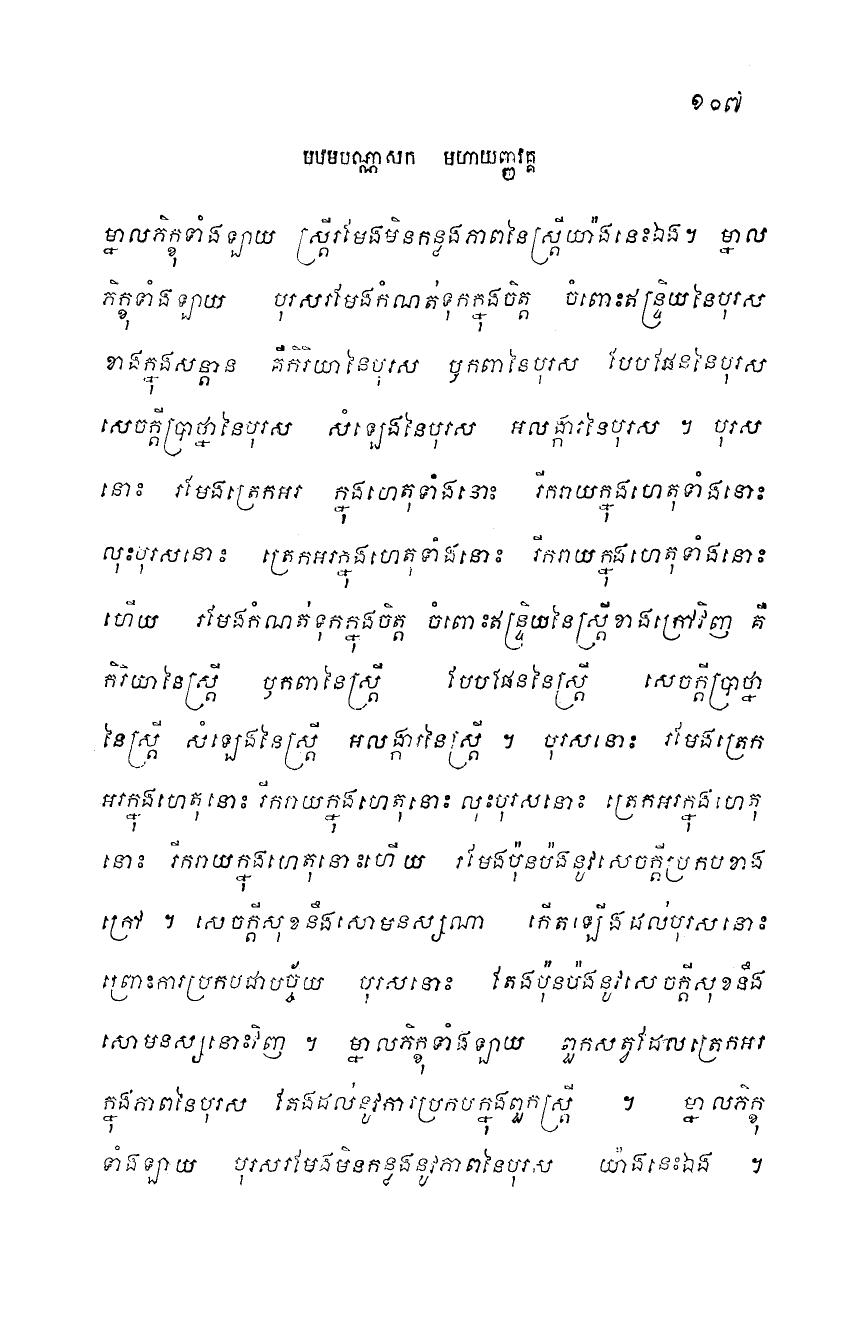 ១០៧
បឋមបណ្ណាសក មហាយញ្ញវគ្គ
ម្នាលភិក្ខុទាំងឡាយ ស្ត្រីរមែងមិនកន្លងភាពនៃស្ត្រីយ៉ាងនេះឯង។ ម្នាល
ភិក្ខុទាំងឡាយ បុរសរមែងកំណត់ទុកក្នុងចិត្ត ចំពោះឥន្ទ្រិយនៃបុរស
ខាងក្នុងសន្តាន គឺកិរិយានៃបុរស ឫកពានៃបុរស បែបផែននៃបុរស
សេចក្តីប្រាថ្នានៃបុរស សំឡេងនៃបុរស អលង្ការនៃបុរស ។ បុរស
នោះ រមែងត្រេកអរ ក្នុងហេតុទាំងនោះ រីករាយក្នុងហេតុទាំងនោះ
លុះបុរសនោះ ត្រេកអរក្នុងហេតុទាំងនោះ រីករាយក្នុងហេតុទាំងនោះ
ហើយ រមែងកំណត់ទុកក្នុងចិត្ត ចំពោះឥន្ទ្រិយនៃស្ត្រីខាងក្រៅវិញ គឺ
កិរិយានៃស្ត្រី ឫកពានៃស្ត្រី បែបផែននៃស្ត្រី សេចក្តីប្រាថ្នា
នៃស្ត្រី សំឡេងនៃស្ត្រី អលង្ការនៃស្ត្រី ។ បុរសនោះ រមែងត្រេក
អរក្នុងហេតុនោះ រីករាយក្នុងហេតុនោះ លុះបុរសនោះ ត្រេកអរក្នុងហេតុ
នោះ រីករាយក្នុងហេតុនោះហើយ រមែងប៉ុនប៉ងនូវសេចក្តីប្រកបខាង
ក្រៅ ។ សេចក្តីសុខនឹងសោមនស្សណា កើតឡើងដល់បុរសនោះ
ព្រោះការប្រកបជាបច្ច័យ បុរសនោះ តែងប៉ុនប៉ងនូវសេចក្តីសុខនឹង
សោមនស្សនោះវិញ ។ ម្នាលភិក្ខុទាំងឡាយ ពួកសត្វដែលត្រេកអរ
ក្នុងភាពនៃបុរស តែងដល់នូវការប្រកបក្នុងពួកស្ត្រី ។ ម្នាលភិក្ខុ
ទាំងឡាយ បុរសរមែងមិនកន្លងនូវភាពនៃបុរស យ៉ាងនេះឯង ។